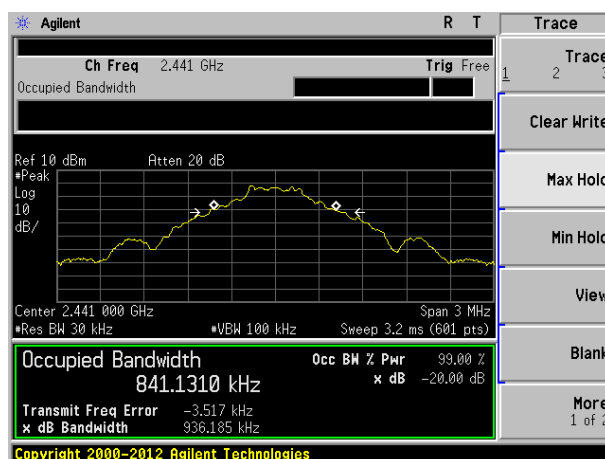 Agilent R T Trace
Ch Freq 2.441 GHz Trig Free
Occupied Bandwidth
Trace
1 2 3
Clear Write
Max Hold
Min Hold
View
Blank
More
1 of 2
Ref 10 dBm Atten 20 dB
#Peak
Log
10
dB/
Center 2.441 000 GHz Span 3 MHz
#Res BW 30 kHz #VBW 100 kHz Sweep 3.2 ms (601 pts)
Occupied Bandwidth Occ BW % Pwr 99.00 %
841.1310 kHz x dB -20.00 dB
Transmit Freq Error -3.517 kHz
x dB Bandwidth 936.185 kHz
Copyright 2000-2012 Agilent Technologies